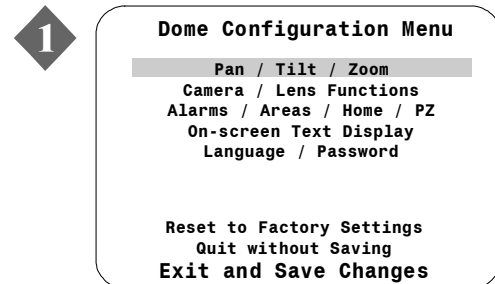 1
Dome Configuration Menu
Pan / Tilt / Zoom
Camera / Lens Functions
Alarms / Areas / Home / PZ
On-screen Text Display
Language / Password
Reset to Factory Settings
Quit without Saving
Exit and Save Changes